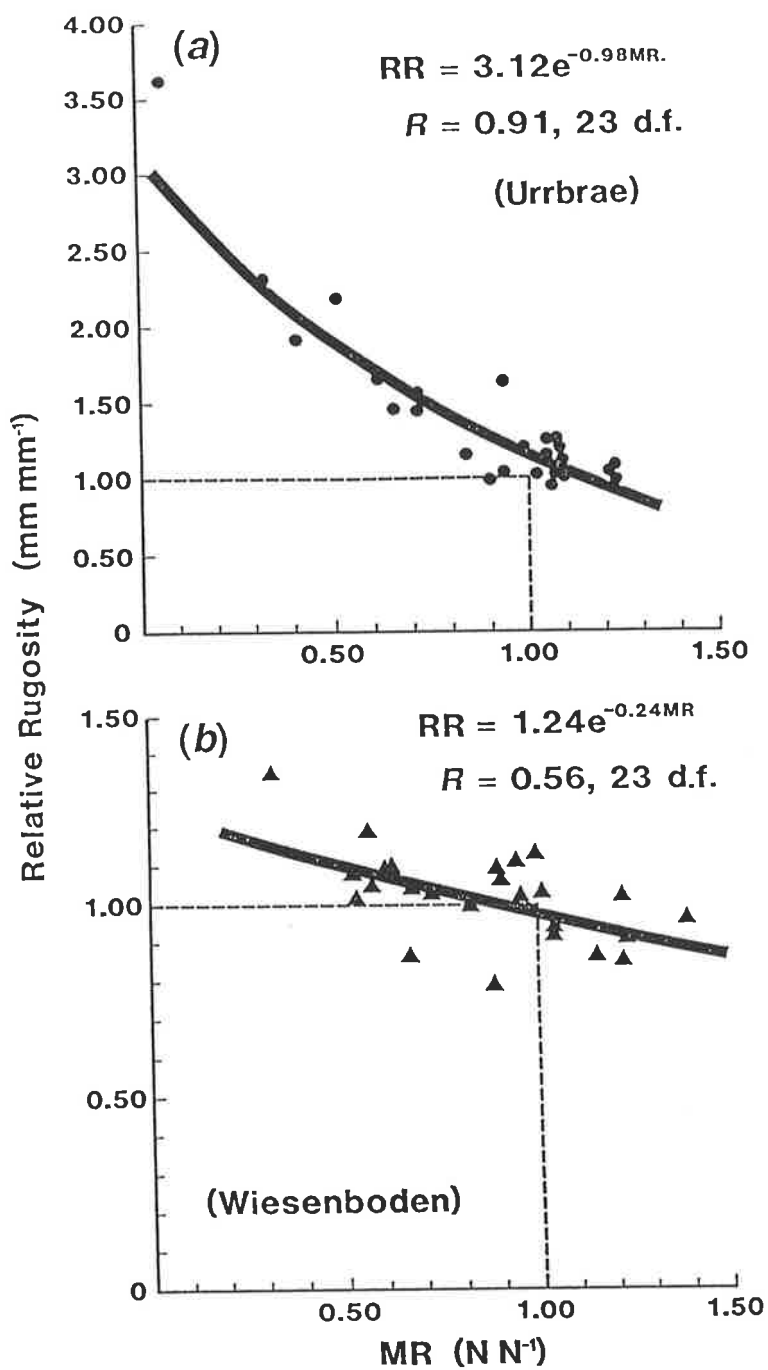 4.00
(a)
RR = 3.12e^-0.98MR.
3.50
R = 0.91, 23 d.f.
3.00
(Urrbrae)
2.50
2.00
1.50
1.00
0.50
0
0.50
1.00
1.50
Relative Rugosity (mm mm⁻¹)
1.50
(b)
RR = 1.24e^-0.24MR
R = 0.56, 23 d.f.
1.00
0.50
(Wiesenboden)
0
0.50
1.00
1.50
MR (N N⁻¹)